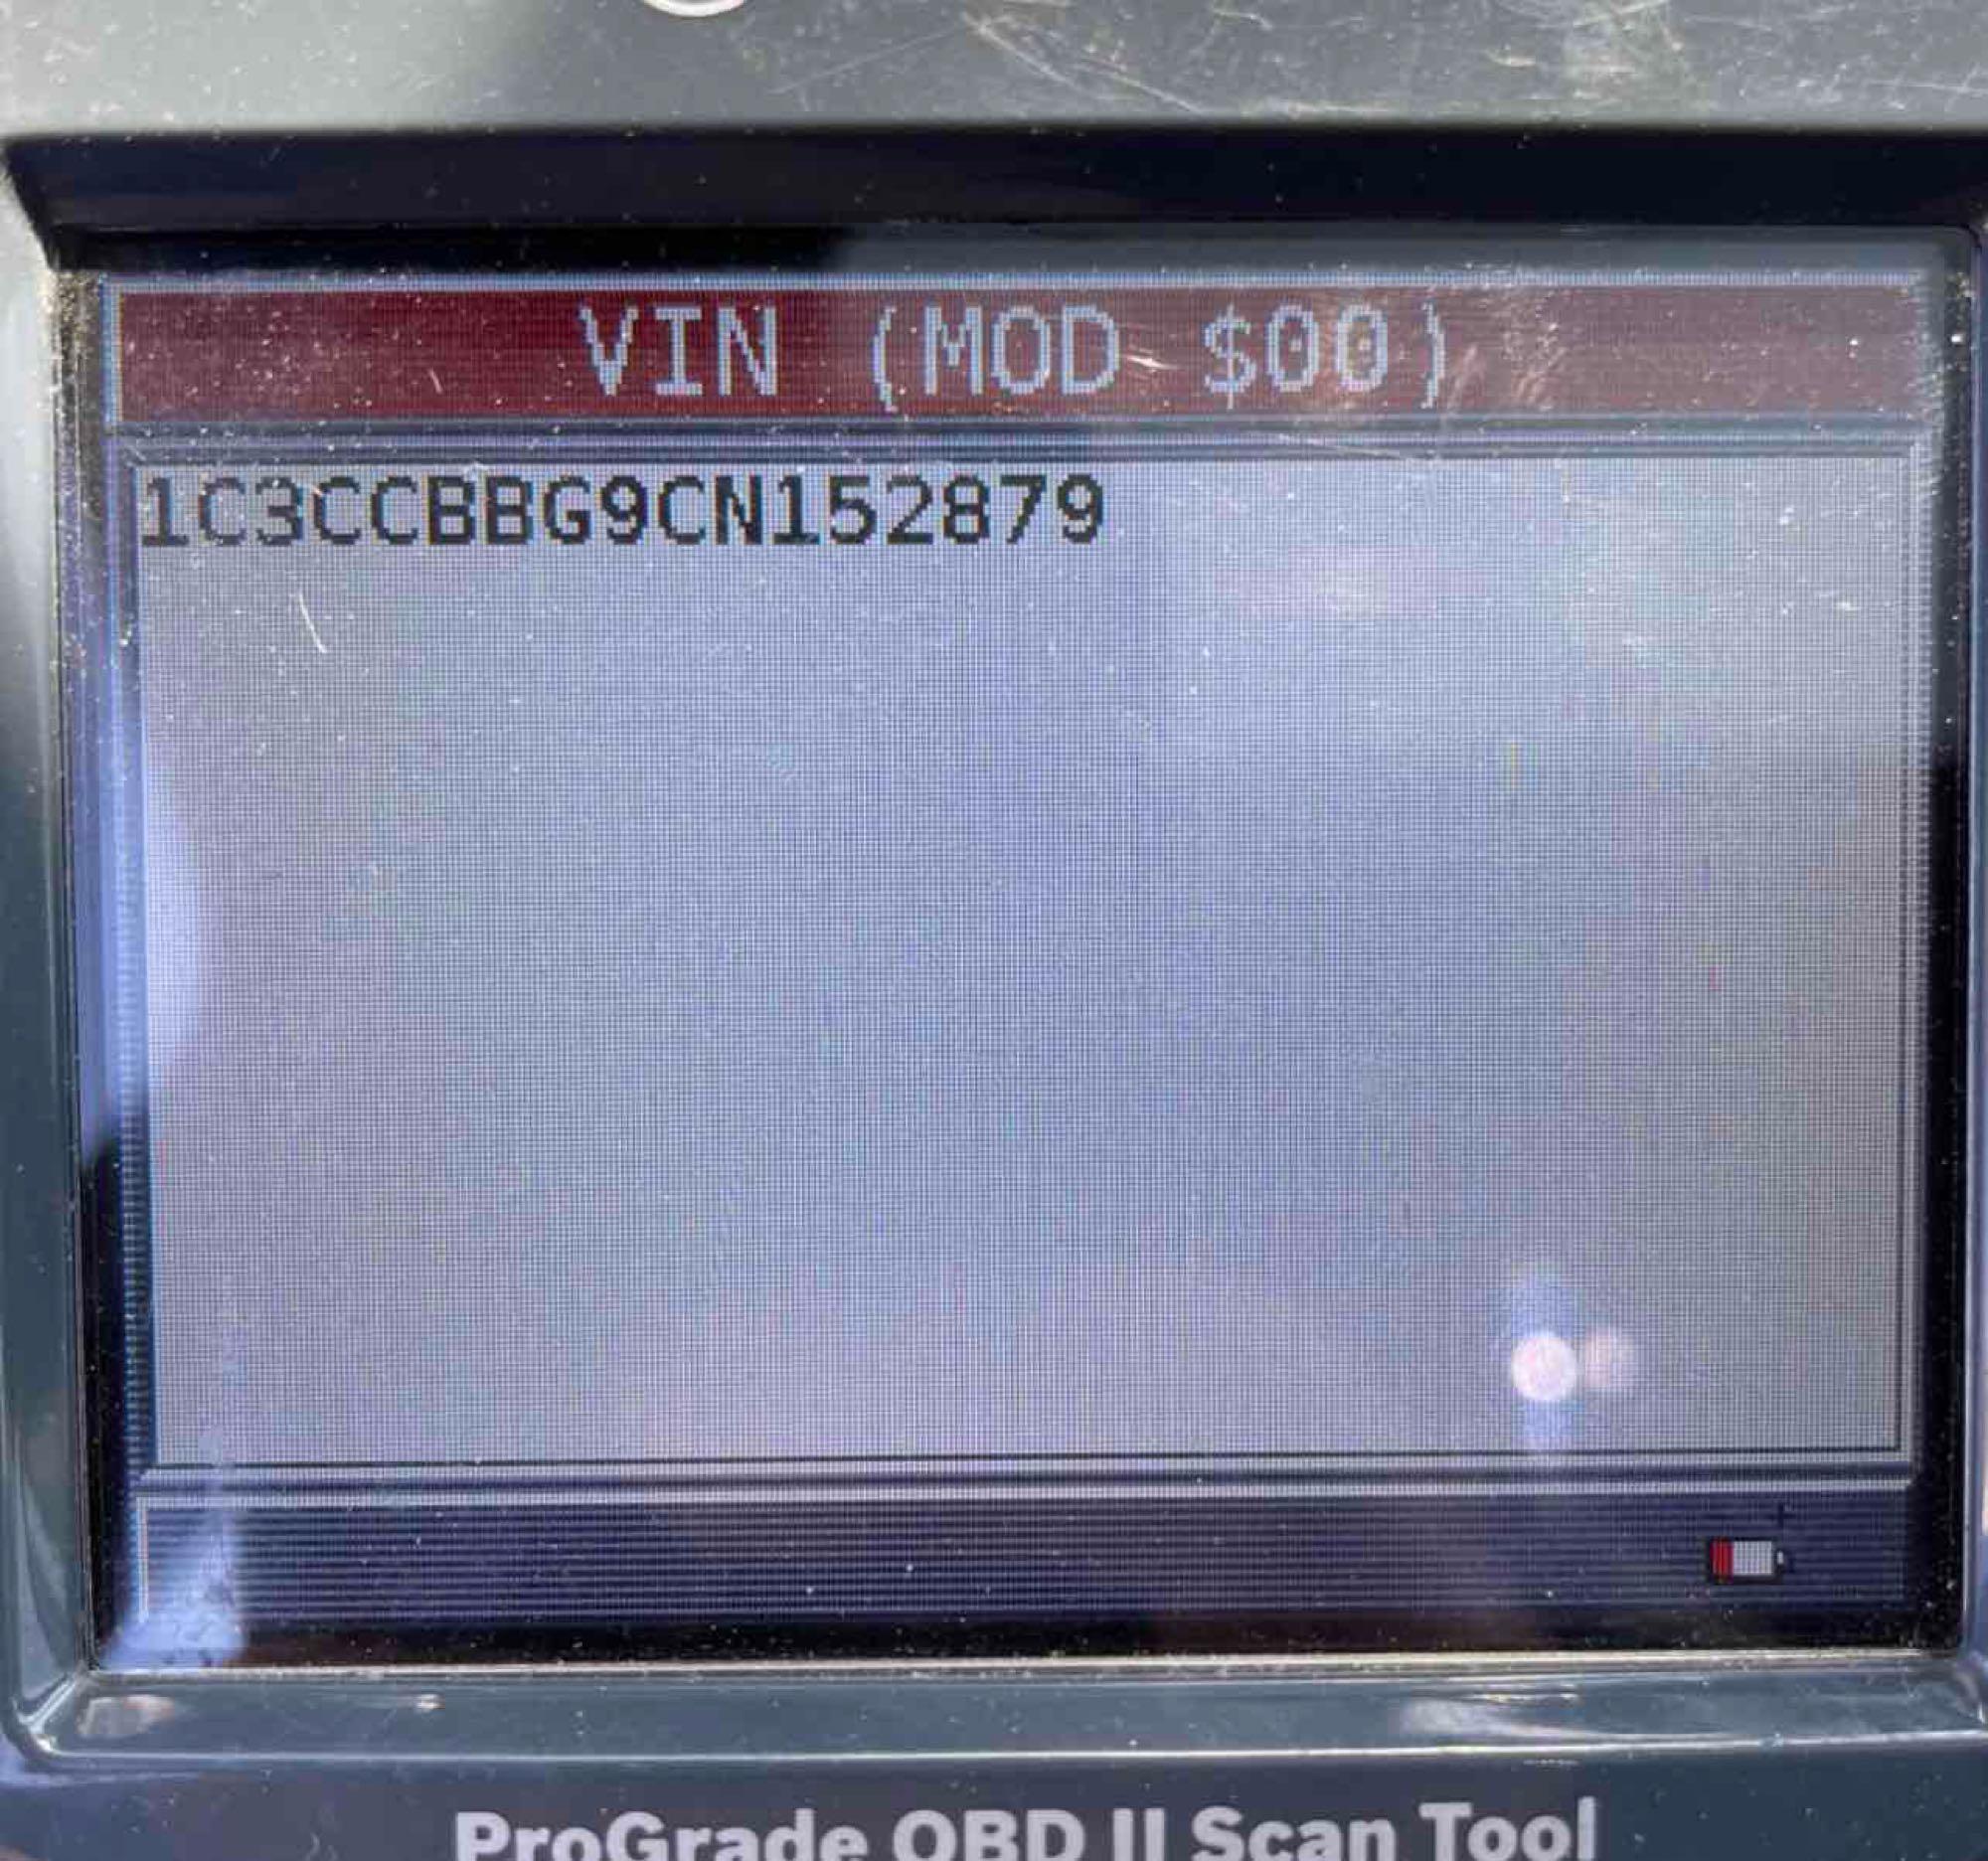 VIN (MOD $00)
1C3CCBBG9CN152879
ProGrade OBD II Scan Tool